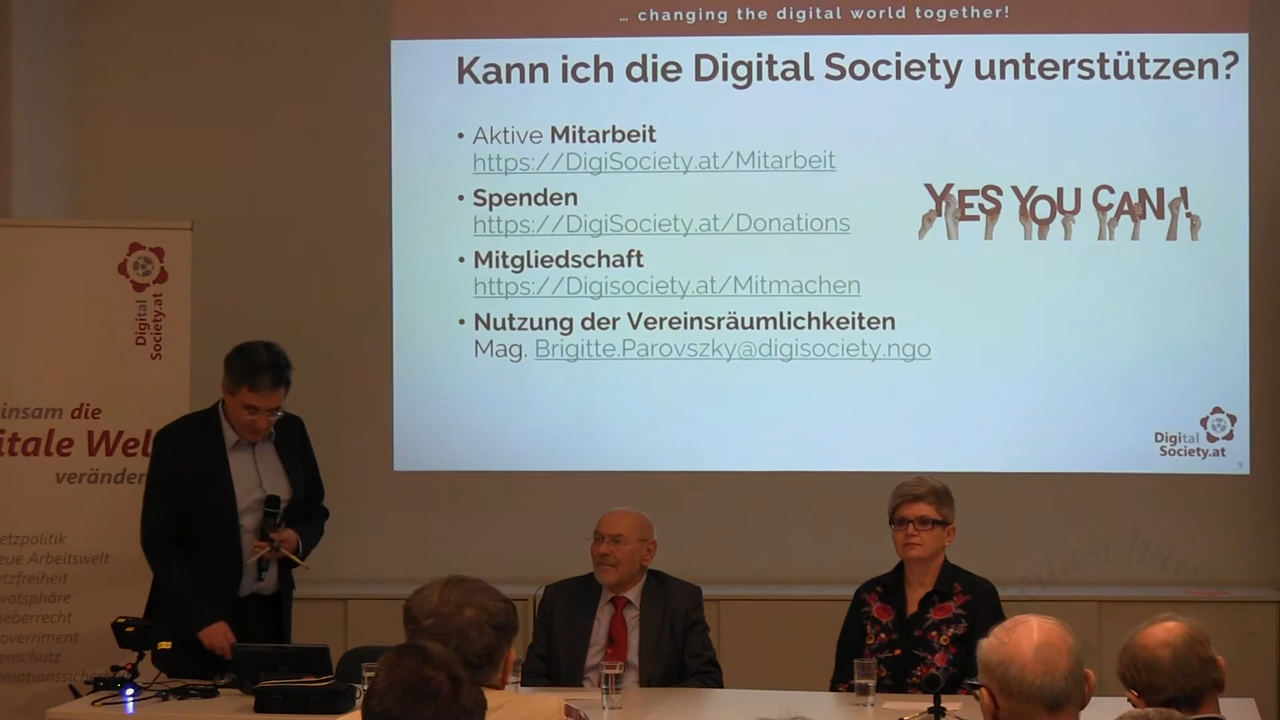 … changing the digital world together!
Kann ich die Digital Society unterstützen?
• Aktive Mitarbeit
https://DigiSociety.at/Mitarbeit
• Spenden
https://DigiSociety.at/Donations
• Mitgliedschaft
https://Digisociety.at/Mitmachen
• Nutzung der Vereinsräumlichkeiten
Mag. Brigitte.Parovszky@digisociety.ngo
YES YOU CAN!
Digital
Society.at
9
Digital
Society.at
insam die
itale Wel
veränder
etzpolitik
eue Arbeitswelt
tzfreiheit
vatsphäre
eberrecht
overnment
enschutz